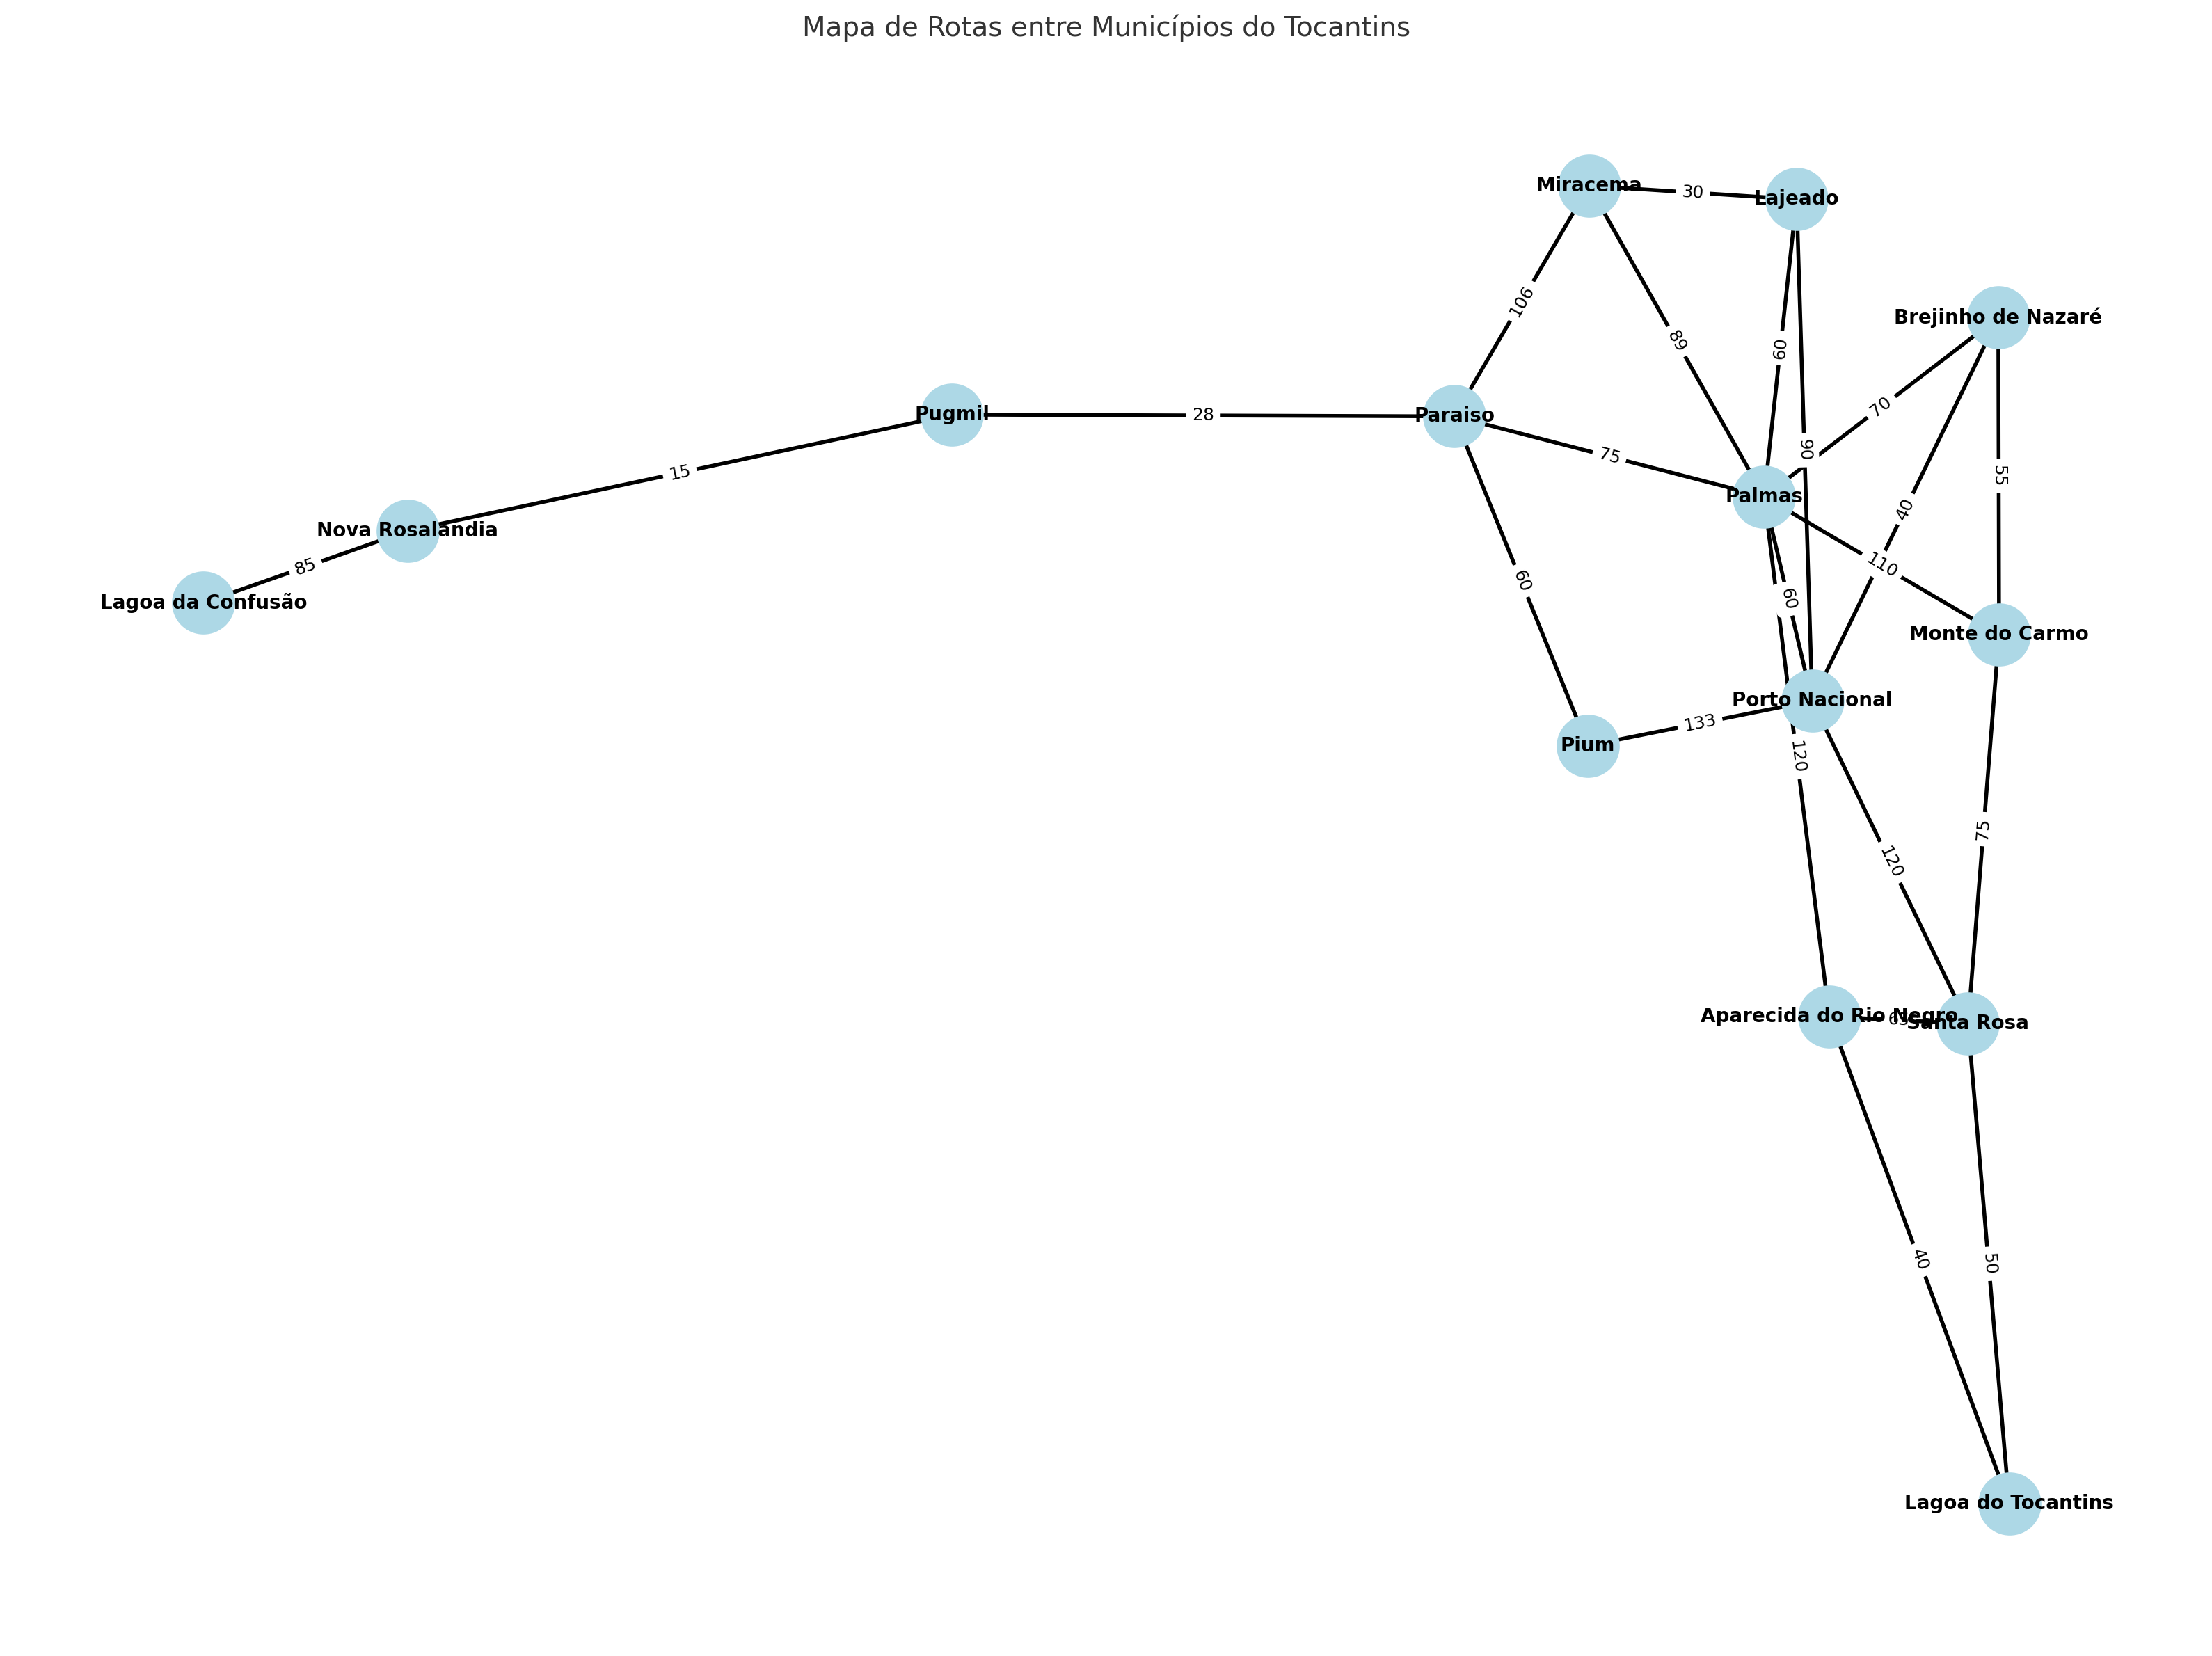 Mapa de Rotas entre Municípios do Tocantins
Miracema
30
Lajeado
106
89
60
Brejinho de Nazaré
70
Pugmil
28
Paraiso
75
90
15
55
Palmas
40
Nova Rosalândia
85
110
Lagoa da Confusão
60
60
Monte do Carmo
Porto Nacional
133
Pium
120
75
120
Aparecida do Rio Negro
Santa Rosa
40
50
Lagoa do Tocantins